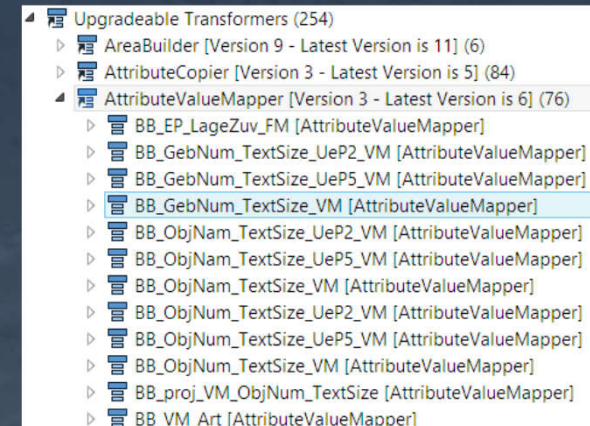 Upgradeable Transformers (254)
AreaBuilder [Version 9 - Latest Version is 11] (6)
AttributeCopier [Version 3 - Latest Version is 5] (84)
AttributeValueMapper [Version 3 - Latest Version is 6] (76)
BB_EP_LageZuv_FM [AttributeValueMapper]
BB_GebNum_TextSize_UeP2_VM [AttributeValueMapper]
BB_GebNum_TextSize_UeP5_VM [AttributeValueMapper]
BB_GebNum_TextSize_VM [AttributeValueMapper]
BB_ObjNam_TextSize_UeP2_VM [AttributeValueMapper]
BB_ObjNam_TextSize_UeP5_VM [AttributeValueMapper]
BB_ObjNam_TextSize_VM [AttributeValueMapper]
BB_ObjNum_TextSize_UeP2_VM [AttributeValueMapper]
BB_ObjNum_TextSize_UeP5_VM [AttributeValueMapper]
BB_ObjNum_TextSize_VM [AttributeValueMapper]
BB_proj_VM_ObjNum_TextSize [AttributeValueMapper]
BB_VM_Art [AttributeValueMapper]